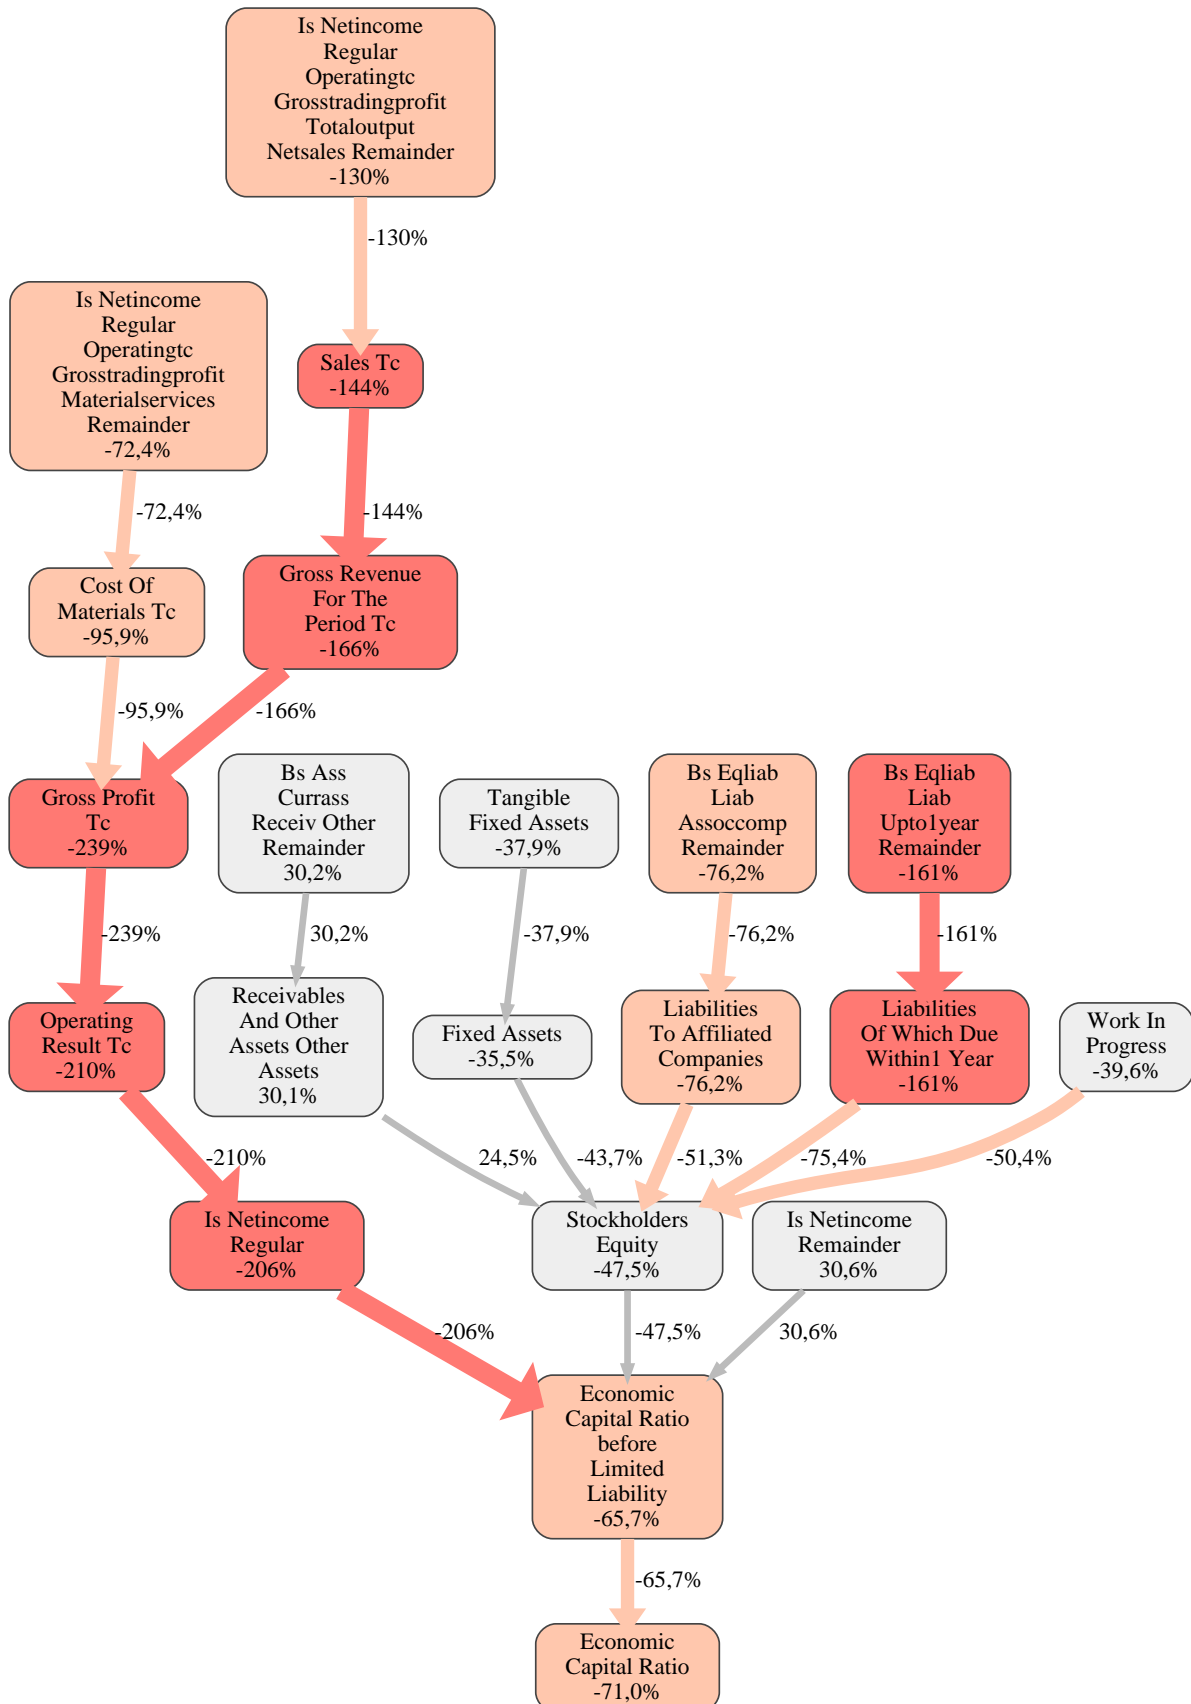 Is Netincome
Regular
Operatingtc
Grosstradingprofit
Totaloutput
Netsales Remainder
-130%
-130%
Is Netincome
Regular
Operatingtc
Grosstradingprofit
Materialservices
Remainder
-72,4%
Sales Tc
-144%
-72,4%
-144%
Cost Of
Materials Tc
-95,9%
Gross Revenue
For The
Period Tc
-166%
-95,9%
-166%
Gross Profit
Tc
-239%
Bs Ass
Currass
Receiv Other
Remainder
30,2%
Tangible
Fixed Assets
-37,9%
Bs Eqliab
Liab
Assoccomp
Remainder
-76,2%
Bs Eqliab
Liab
Upto1year
Remainder
-161%
-239%
30,2%
-37,9%
-76,2%
-161%
Operating
Result Tc
-210%
Receivables
And Other
Assets Other
Assets
30,1%
Fixed Assets
-35,5%
Liabilities
To Affiliated
Companies
-76,2%
Liabilities
Of Which Due
Within1 Year
-161%
Work In
Progress
-39,6%
-210%
24,5%
-43,7%
-51,3%
-75,4%
-50,4%
Is Netincome
Regular
-206%
Stockholders
Equity
-47,5%
Is Netincome
Remainder
30,6%
-206%
-47,5%
30,6%
Economic
Capital Ratio
before
Limited
Liability
-65,7%
-65,7%
Economic
Capital Ratio
-71,0%